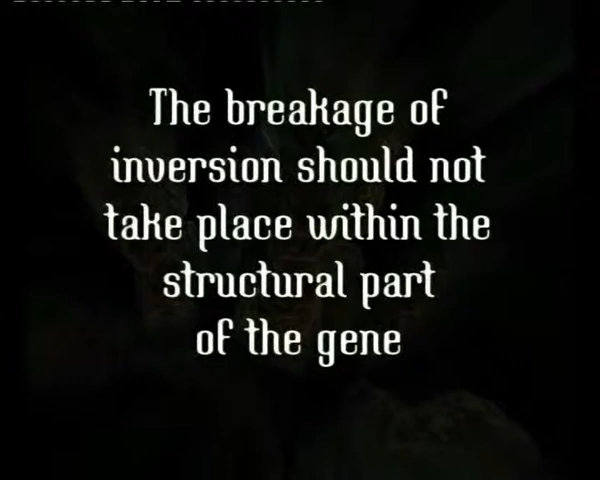 The breakage of
inversion should not
take place within the
structural part
of the gene